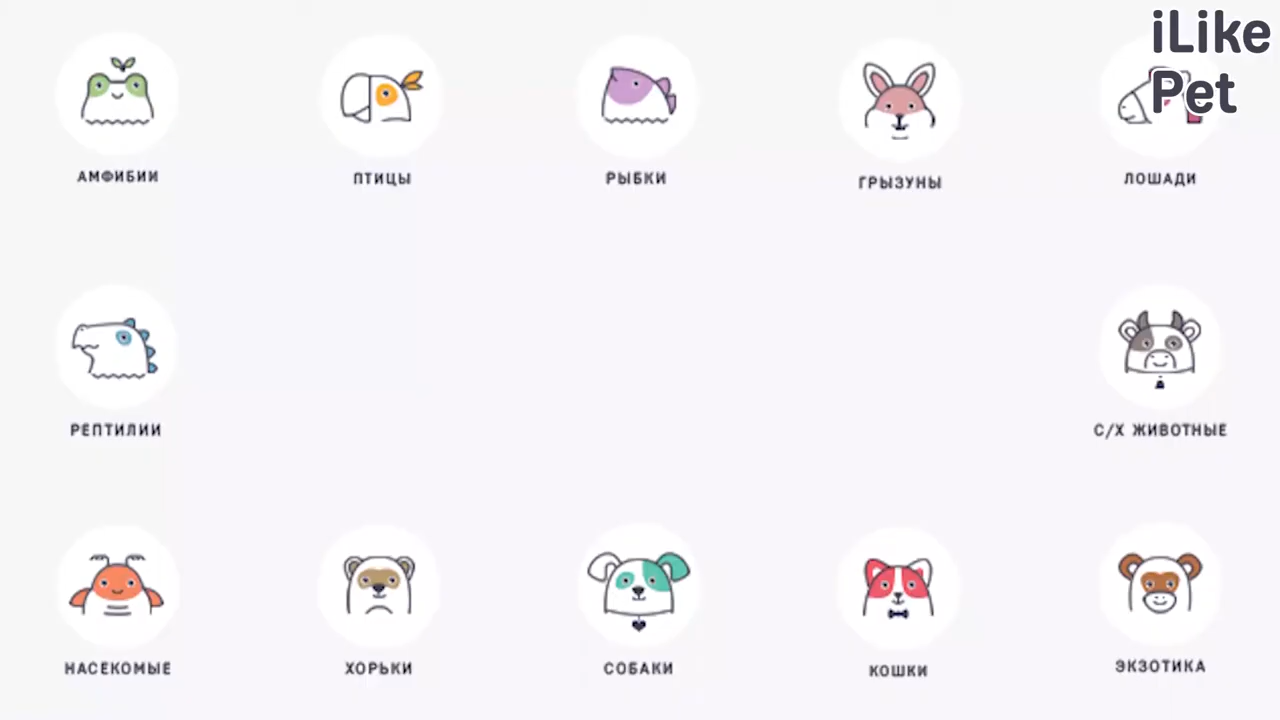 iLike
Pet
АМФИБИИ
ПТИЦЫ
РЫБКИ
ГРЫЗУНЫ
ЛОШАДИ
РЕПТИЛИИ
С/Х ЖИВОТНЫЕ
НАСЕКОМЫЕ
ХОРЬКИ
СОБАКИ
КОШКИ
ЭКЗОТИКА